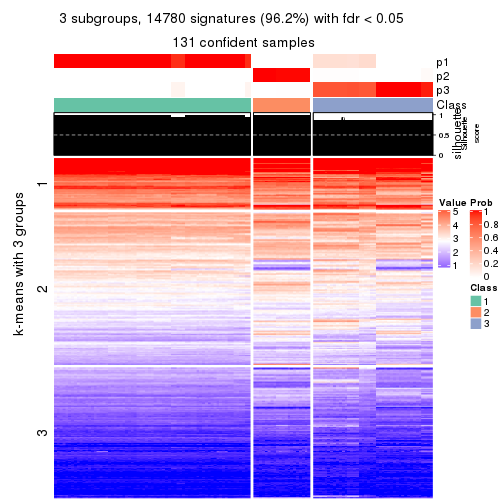 3 subgroups, 14780 signatures (96.2%) with fdr < 0.05
131 confident samples
p1
p2
p3
Class
1
0.5
0
silhouette
Silhouette
score
k-means with 3 groups
1
2
3
Value
5
4
3
2
1
Prob
1
0.8
0.6
0.4
0.2
0
Class
1
2
3